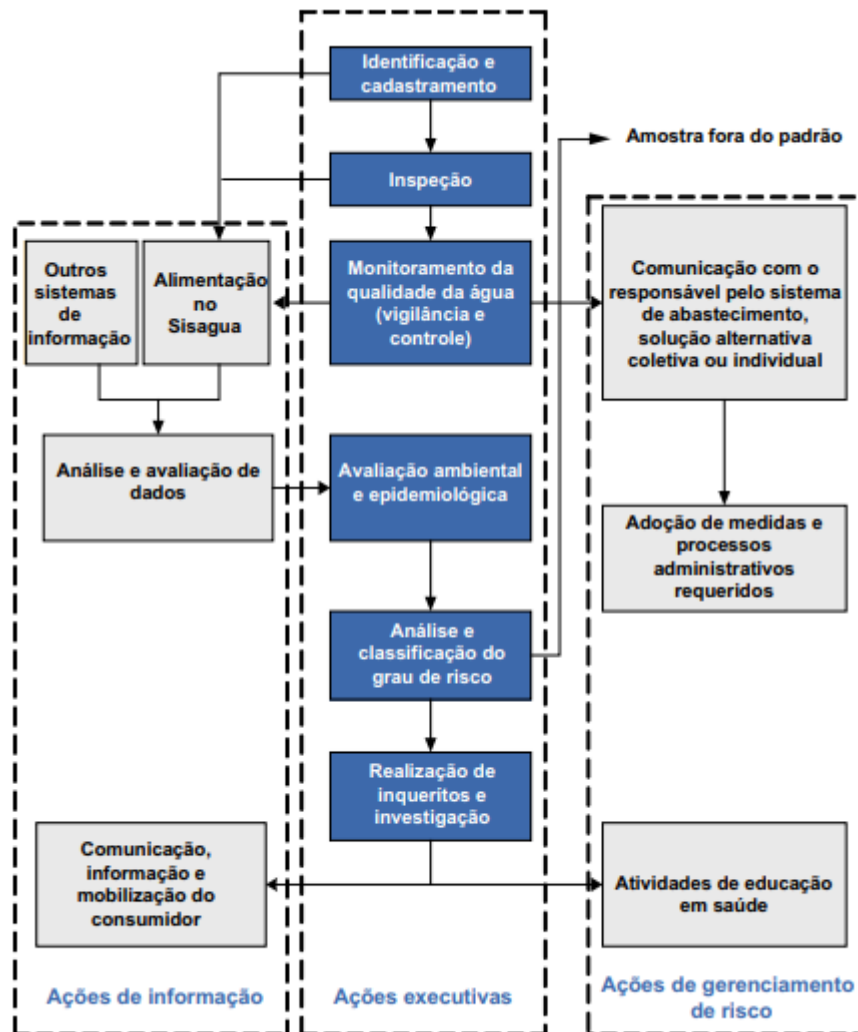 Identificação e
cadastramento
Amostra fora do padrão
Inspeção
Outros
sistemas
de
informação
Alimentação
no
Sisagua
Monitoramento da
qualidade da água
(vigilância e
controle)
Comunicação com o
responsável pelo sistema
de abastecimento,
solução alternativa
coletiva ou individual
Análise e avaliação de
dados
Avaliação ambiental
e epidemiológica
Adoção de medidas e
processos
administrativos
requeridos
Análise e
classificação do
grau de risco
Realização de
inqueritos e
investigação
Comunicação,
informação e
mobilização do
consumidor
Atividades de educação
em saúde
Ações de informação
Ações executivas
Ações de gerenciamento
de risco